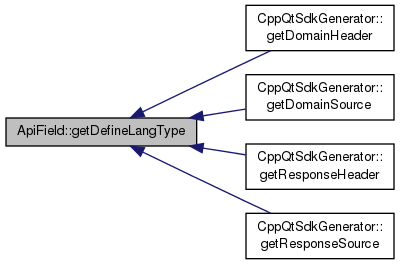 CppQtSdkGenerator::
getDomainHeader
CppQtSdkGenerator::
getDomainSource
ApiField::getDefineLangType
CppQtSdkGenerator::
getResponseHeader
CppQtSdkGenerator::
getResponseSource